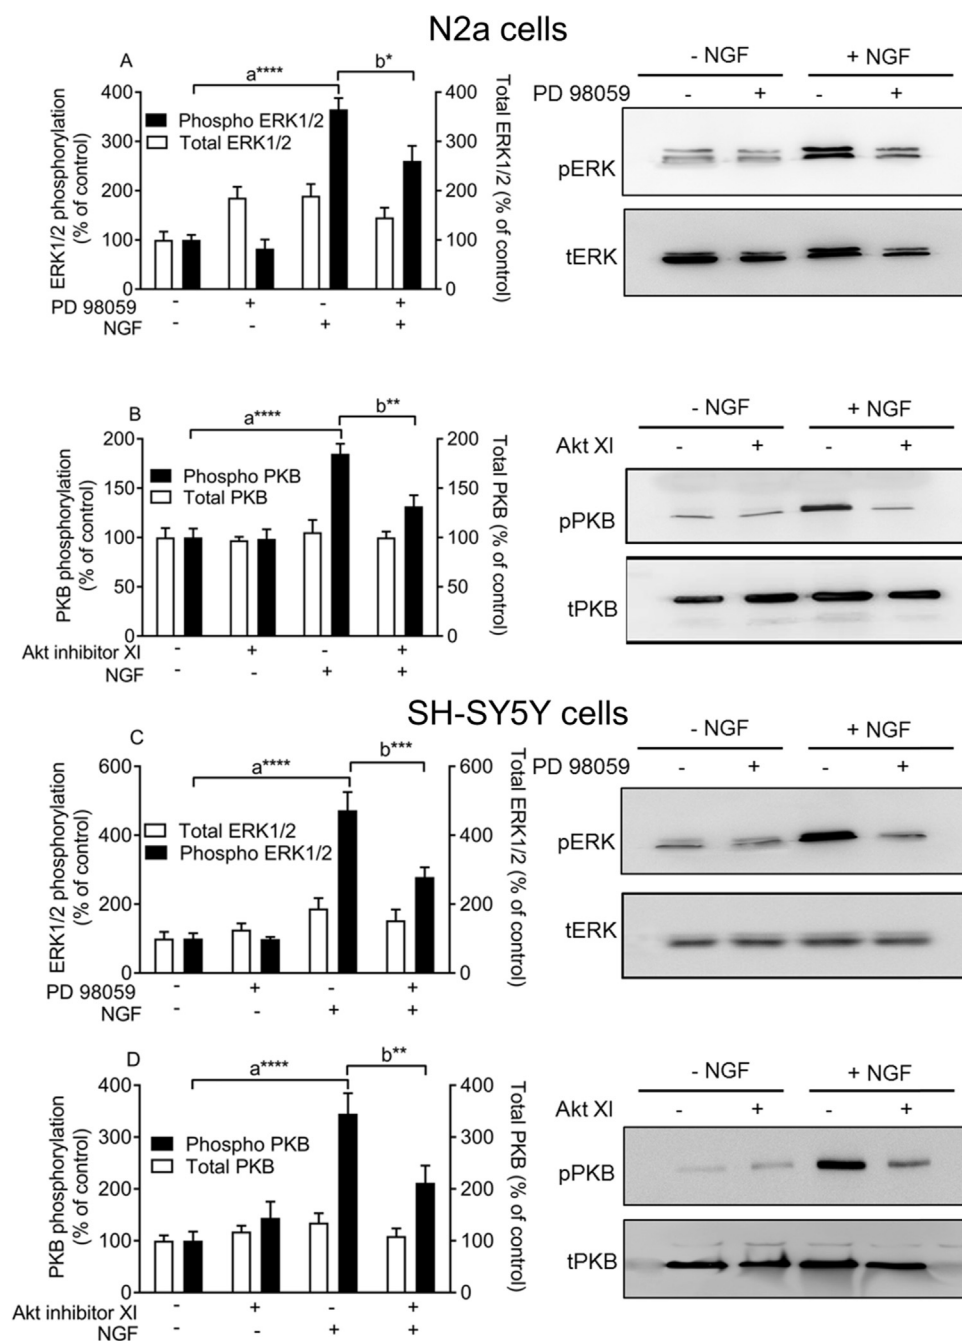 N2a cells
A
a****
b*
ERK1/2 phosphorylation
(% of control)
400
300
200
100
0
Phospho ERK1/2
Total ERK1/2
400
300
200
100
0
Total ERK1/2 (% of control)
PD 98059 - + - +
NGF - - + +
- NGF + NGF
PD 98059 - + - +
pERK
tERK
B
a****
b**
PKB phosphorylation
(% of control)
200
150
100
50
0
Phospho PKB
Total PKB
200
150
100
50
0
Total PKB (% of control)
Akt inhibitor XI - + - +
NGF - - + +
- NGF + NGF
Akt XI - + - +
pPKB
tPKB
SH-SY5Y cells
C
a****
b***
ERK1/2 phosphorylation
(% of control)
600
400
200
0
Total ERK1/2
Phospho ERK1/2
600
400
200
0
Total ERK1/2 (% of control)
PD 98059 - + - +
NGF - - + +
- NGF + NGF
PD 98059 - + - +
pERK
tERK
D
a****
b**
PKB phosphorylation
(% of control)
400
300
200
100
0
Phospho PKB
Total PKB
400
300
200
100
0
Total PKB (% of control)
Akt inhibitor XI - + - +
NGF - - + +
- NGF + NGF
Akt XI - + - +
pPKB
tPKB